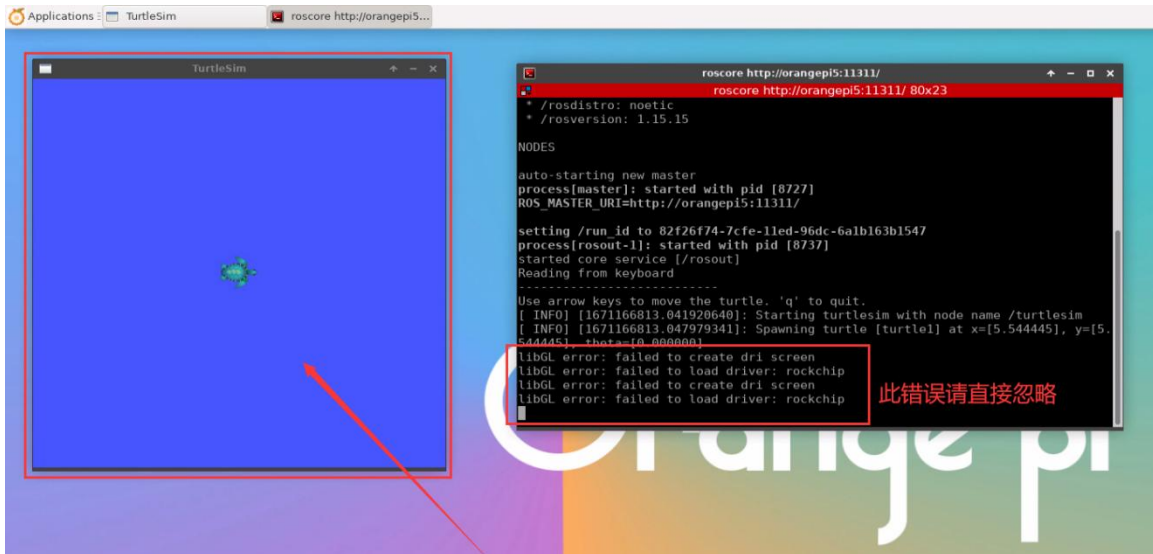 Applications
TurtleSim
roscore http://orangepi5...
TurtleSim
roscore http://orangepi5:11311/
roscore http://orangepi5:11311/ 80x23
* /rosdistro: noetic
* /rosversion: 1.15.15
NODES
auto-starting new master
process[master]: started with pid [8727]
ROS_MASTER_URI=http://orangepi5:11311/
setting /run_id to 82f26f74-7cfe-11ed-96dc-6a1b163b1547
process[rosout-1]: started with pid [8737]
started core service [/rosout]
Reading from keyboard
---------------------------
Use arrow keys to move the turtle. 'q' to quit.
[ INFO] [1671166813.041920640]: Starting turtlesim with node name /turtlesim
[ INFO] [1671166813.047979341]: Spawning turtle [turtle1] at x=[5.544445], y=[5.
544445], theta=[0.000000]
libGL error: failed to create dri screen
libGL error: failed to load driver: rockchip
libGL error: failed to create dri screen
libGL error: failed to load driver: rockchip
此错误请直接忽略
Orange pi